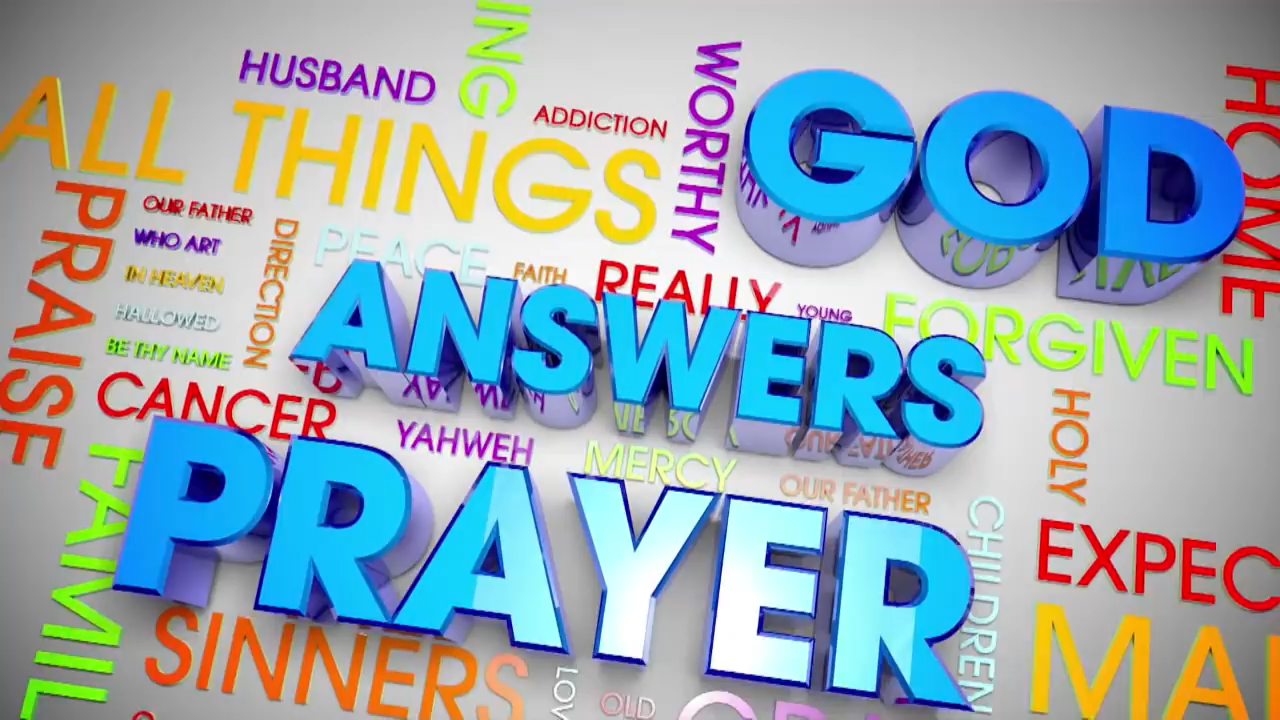 HUSBAND
ING
ADDICTION
WORTHY
GOD
HOME
ALL THINGS
PRAISE
OUR FATHER
WHO ART
IN HEAVEN
HALLOWED
BE THY NAME
DIRECTION
PEACE
FAITH
REALLY
YOUNG
FORGIVEN
ANSWERS
CANCER
YAHWEH
MERCY
OUR FATHER
HOLY
PRAYER
CHILDREN
EXPEC
FAMIL
SINNERS
LOV
OLD
MA